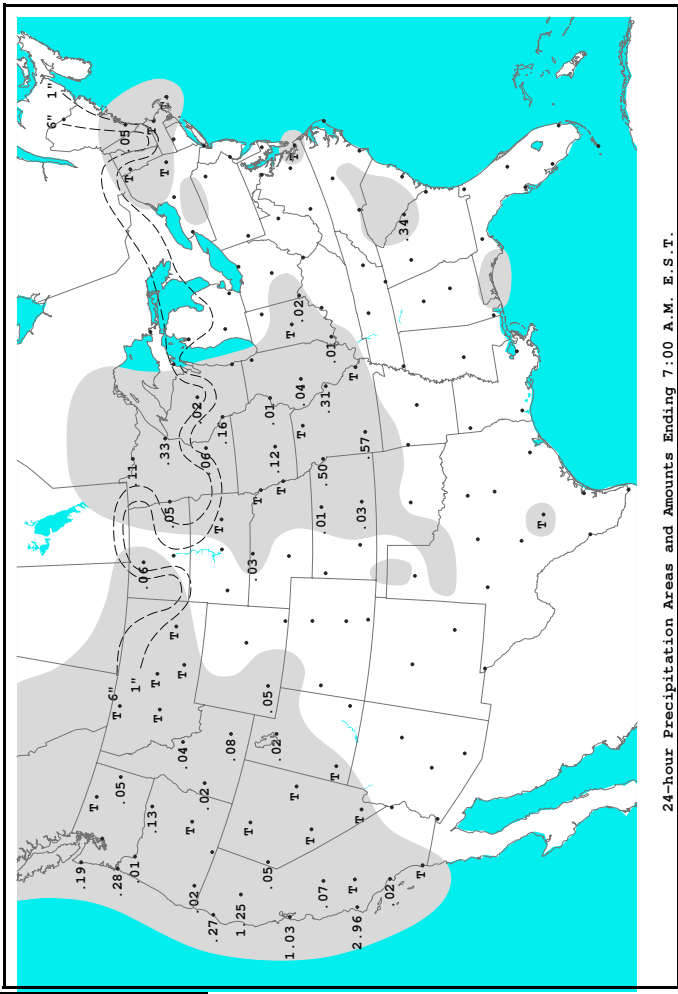 6"
1"
.19
T
.28
.05
T
6"
1"
.01
.13
T
T
.06
.11
.05
T
T
T
T
.02
T
.04
T
T
.05
.33
.27
.02
T
.06
.02
1.25
.08
.16
.05
T
.05
.03
T
.12
.01
1.03
.02
T
T
T
T
.04
.02
T
.07
T
T
.01
.50
.31
.01
2.96
T
T
.03
.57
T
.02
T
.34
T
24-hour Precipitation Areas and Amounts Ending 7:00 A.M. E.S.T.